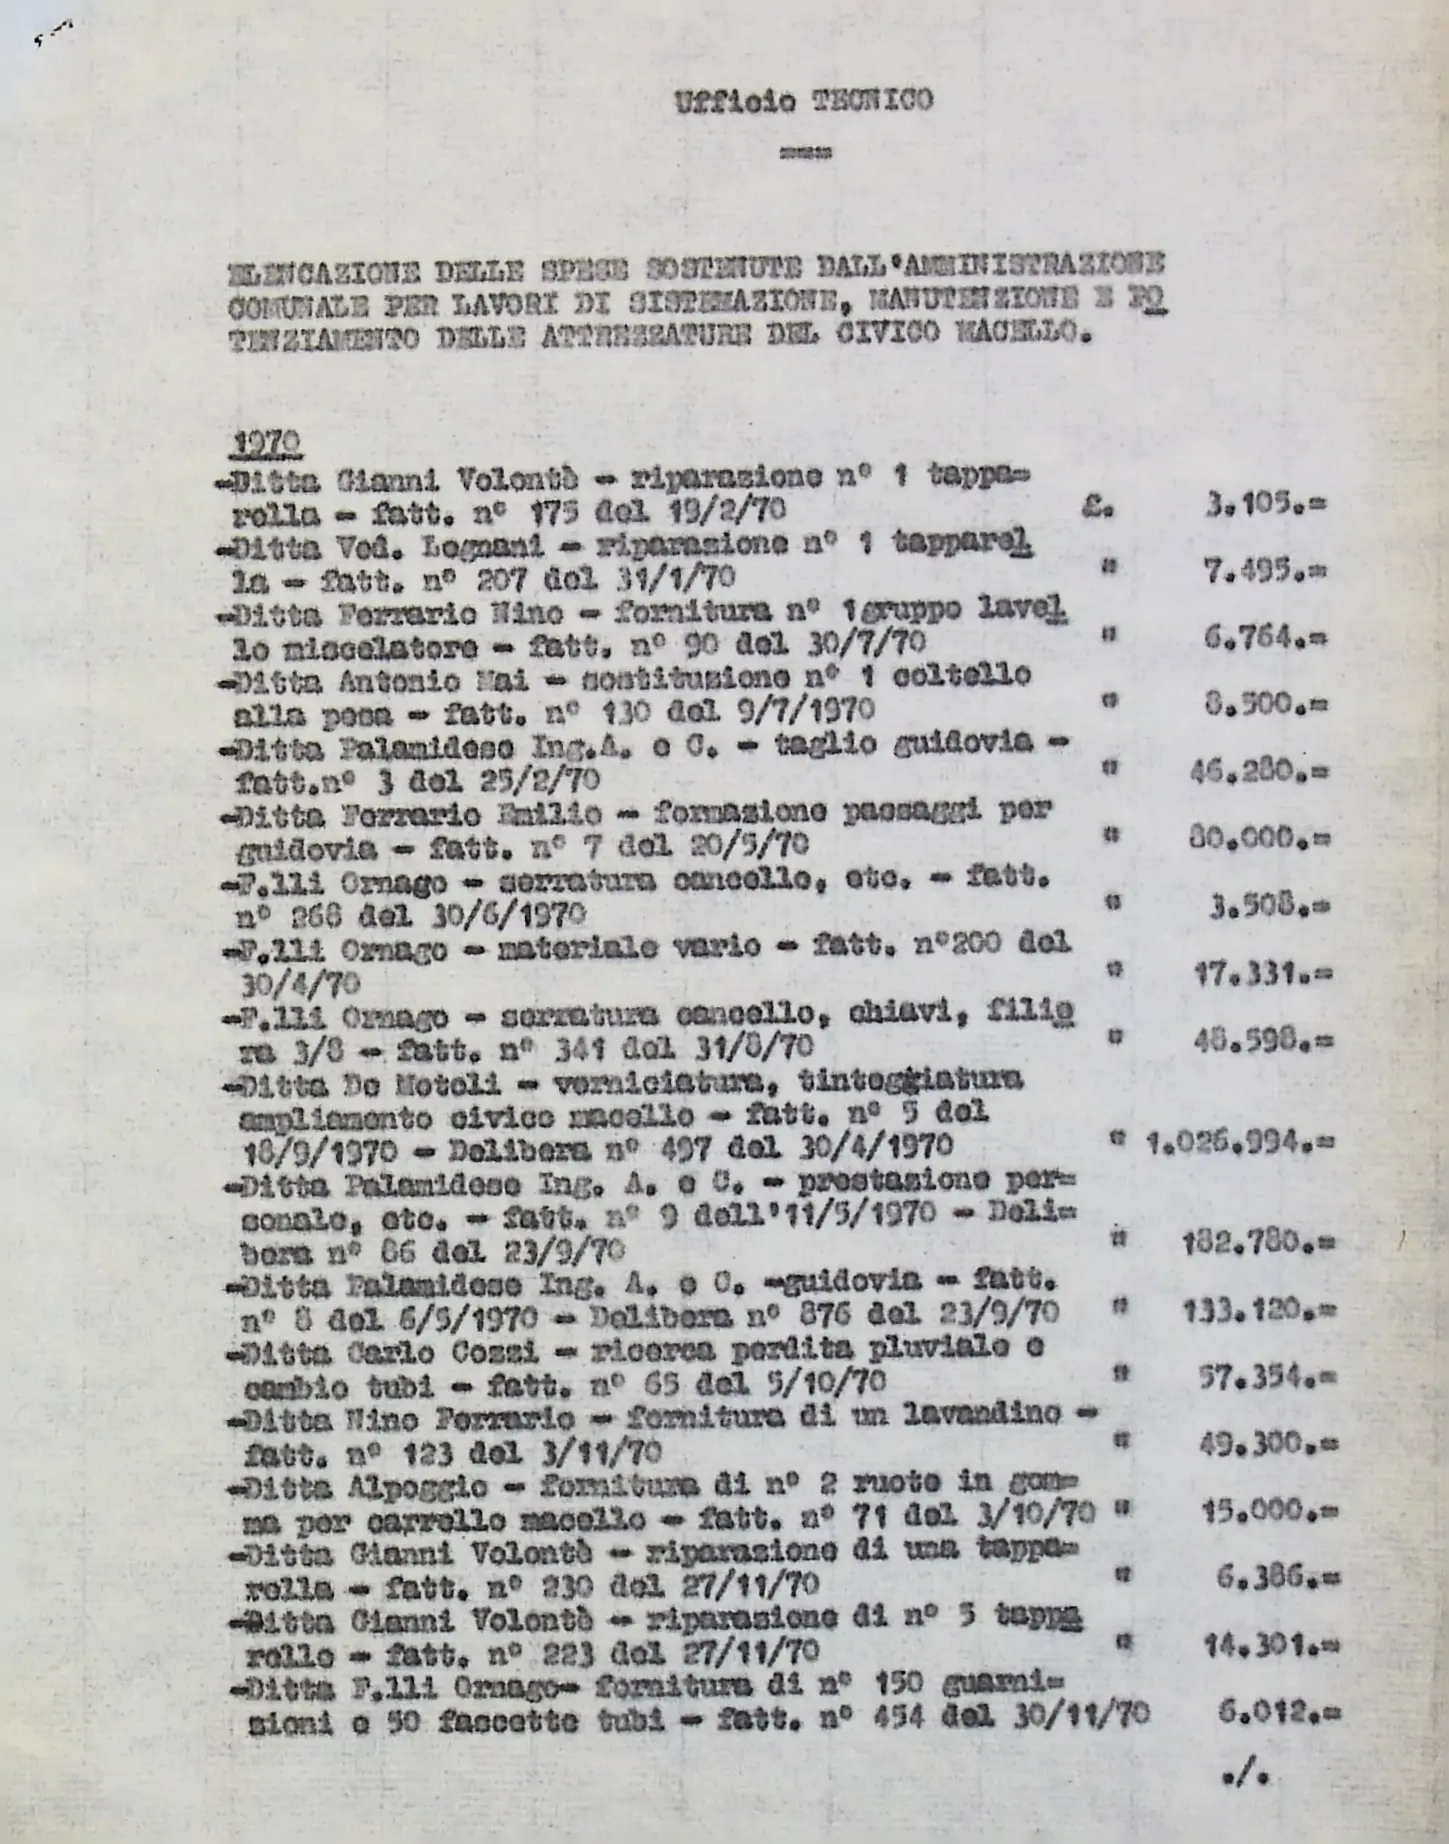 Ufficio TECNICO
====
ELENCAZIONE DELLE SPESE SOSTENUTE DALL'AMMINISTRAZIONE
COMUNALE PER LAVORI DI SISTEMAZIONE, MANUTENZIONE E PO
TENZIAMENTO DELLE ATTREZZATURE DEL CIVICO MACELLO.
1970
-Ditta Gianni Volontè - riparazione n° 1 tappa=
rella - fatt. n° 175 del 19/2/70 £. 3.105.=
-Ditta Ved. Legnani - riparazione n° 1 tapparel
la - fatt. n° 207 del 31/1/70 " 7.495.=
-Ditta Ferrario Nino - fornitura n° 1gruppo lavel
lo miscelatore - fatt. n° 90 del 30/7/70 " 6.764.=
-Ditta Antonio Mai - sostituzione n° 1 coltello
alla pesa - fatt. n° 130 del 9/7/1970 " 8.500.=
-Ditta Palamidese Ing.A. e C. - taglio guidovia -
fatt.n° 3 del 25/2/70 " 46.280.=
-Ditta Ferrario Emilio - formazione passaggi per
guidovia - fatt. n° 7 del 20/5/70 " 80.000.=
-F.lli Ornago - serratura cancello, etc. - fatt.
n° 268 del 30/6/1970 " 3.508.=
-F.lli Ornago - materiale vario - fatt. n°200 del
30/4/70 " 17.331.=
-F.lli Ornago - serratura cancello, chiavi, filie
ra 3/8 - fatt. n° 341 del 31/8/70 " 48.598.=
-Ditta De Motoli - verniciatura, tinteggiatura
ampliamento civico macello - fatt. n° 5 del
18/9/1970 - Delibera n° 497 del 30/4/1970 " 1.026.994.=
-Ditta Palamidese Ing. A. e C. - prestazione per=
sonale, etc. - fatt. n° 9 dell'11/5/1970 - Deli=
bera n° 86 del 23/9/70 " 182.780.=
-Ditta Palamidese Ing. A. e C. -guidovia - fatt.
n° 8 del 6/5/1970 - Delibera n° 876 del 23/9/70 " 133.120.=
-Ditta Carlo Cozzi - ricerca perdita pluviale e
cambio tubi - fatt. n° 65 del 5/10/70 " 57.354.=
-Ditta Nino Ferrario - fornitura di un lavandino -
fatt. n° 123 del 3/11/70 " 49.300.=
-Ditta Alpoggio - fornitura di n° 2 ruote in gom=
ma per carrello macello - fatt. n° 71 del 3/10/70 " 15.000.=
-Ditta Gianni Volontè - riparazione di una tappa=
rella - fatt. n° 230 del 27/11/70 " 6.386.=
-Ditta Gianni Volontè - riparazione di n° 5 tappa
relle - fatt. n° 223 del 27/11/70 " 14.301.=
-Ditta F.lli Ornago- fornitura di n° 150 guarni=
zioni e 50 fascette tubi - fatt. n° 454 del 30/11/70 6.012.=
./.